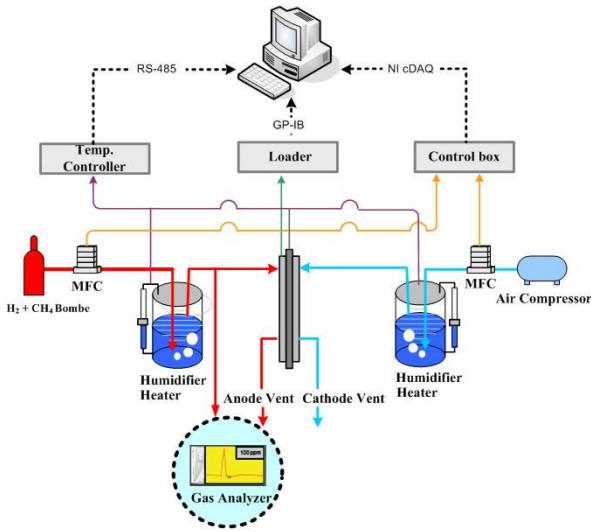 RS-485
NI cDAQ
GP-IB
Temp.
Controller
Loader
Control box
MFC
MFC
H₂ + CH₄ Bombe
Air Compressor
Humidifier
Heater
Humidifier
Heater
Anode Vent
Cathode Vent
100 ppm
Gas Analyzer